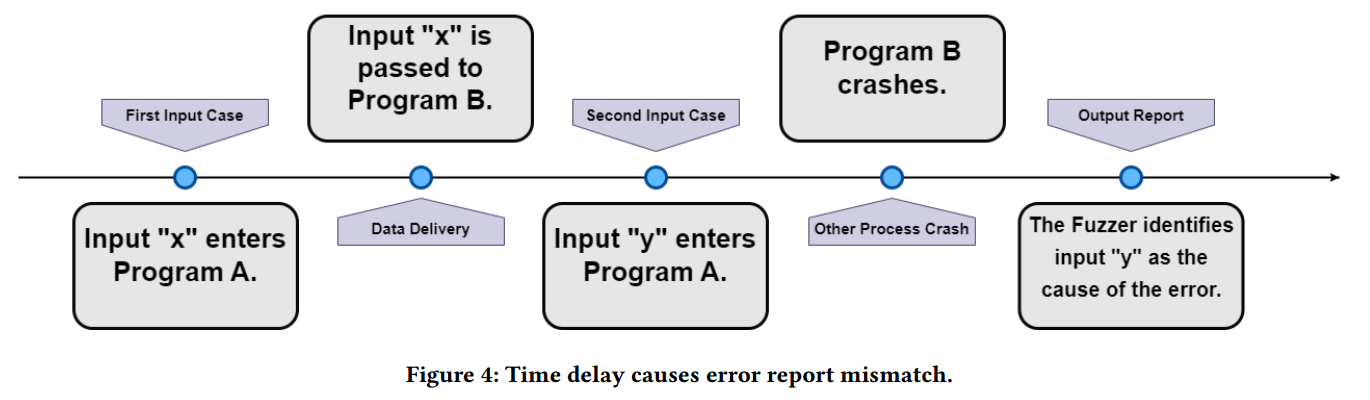 First Input Case
Input "x" enters
Program A.
Input "x" is
passed to
Program B.
Data Delivery
Second Input Case
Input "y" enters
Program A.
Program B
crashes.
Other Process Crash
Output Report
The Fuzzer identifies
input "y" as the
cause of the error.
Figure 4: Time delay causes error report mismatch.